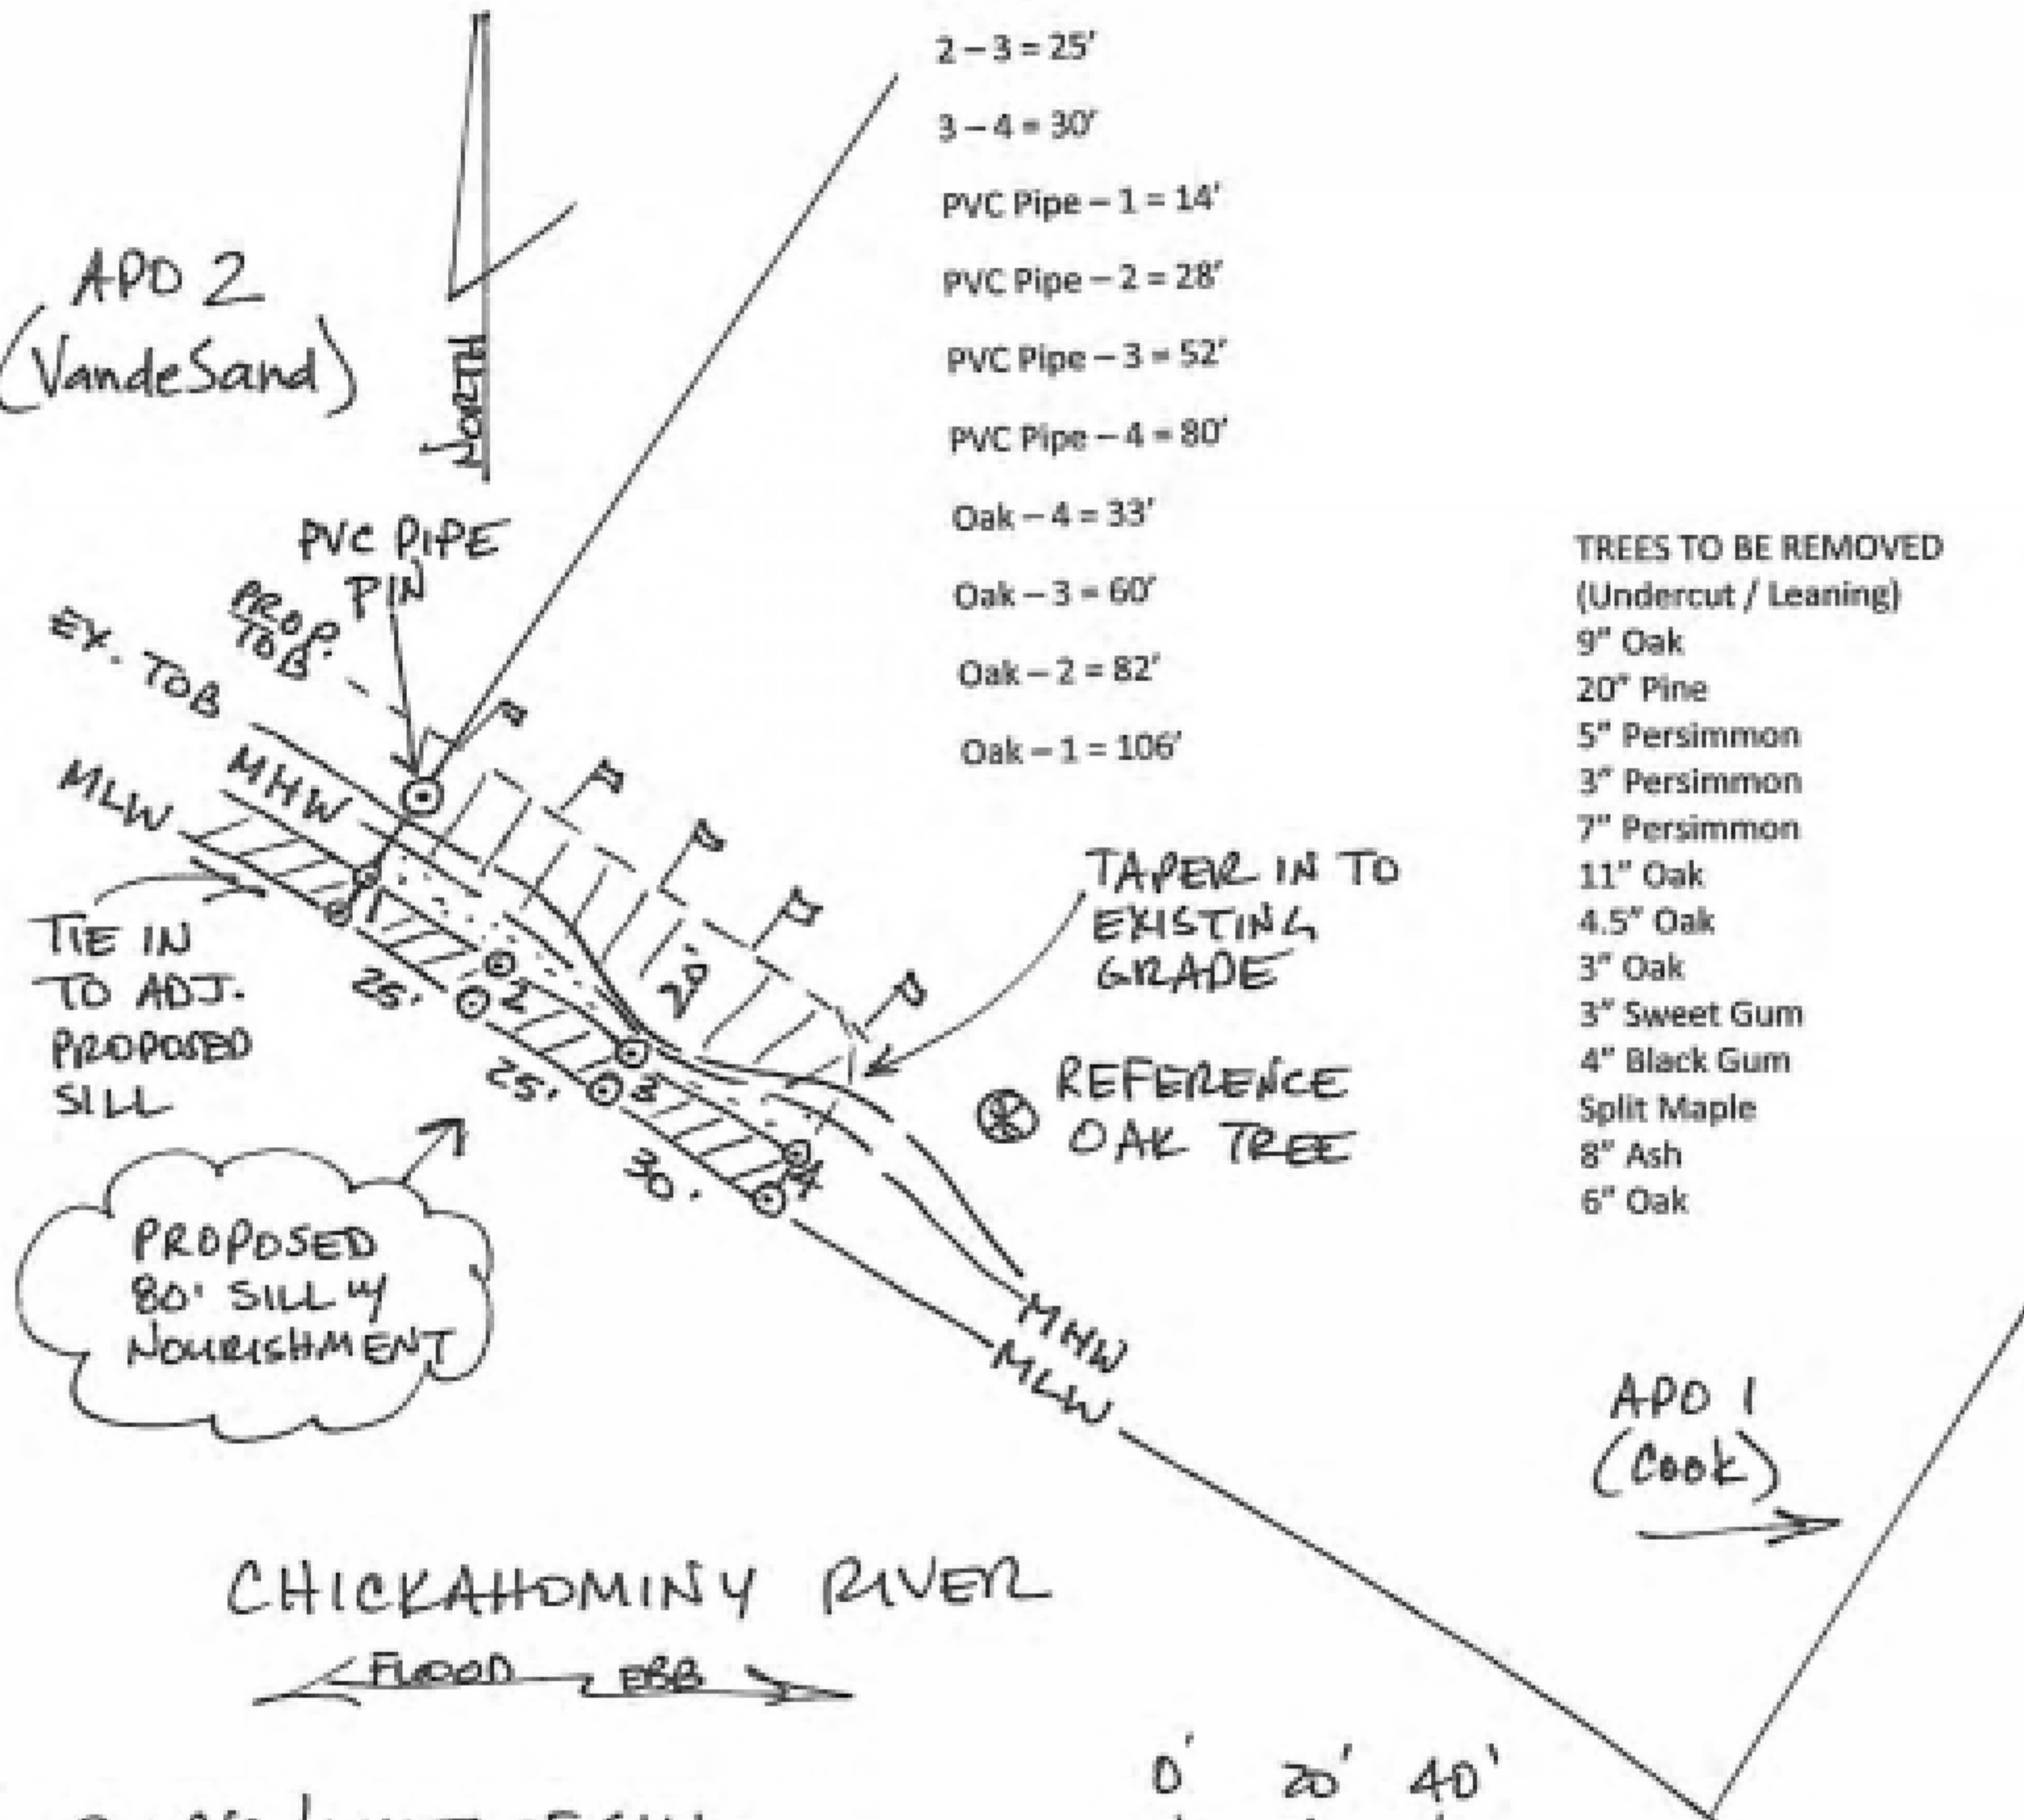 2 – 3 = 25'
3 – 4 = 30'
PVC Pipe – 1 = 14'
PVC Pipe – 2 = 28'
PVC Pipe – 3 = 52'
PVC Pipe – 4 = 80'
Oak – 4 = 33'
Oak – 3 = 60'
Oak – 2 = 82'
Oak – 1 = 106'
APO 2
(VandeSand)
NORTH
PVC PIPE
PIN
PROP.
TOB
EX. TOB
MHW
MLW
TIE IN
TO ADJ.
PROPOSED
SILL
1
2
3
4
25'
25'
30'
20'
TAPER IN TO
EXISTING
GRADE
REFERENCE
OAK TREE
TREES TO BE REMOVED
(Undercut / Leaning)
9" Oak
20" Pine
5" Persimmon
3" Persimmon
7" Persimmon
11" Oak
4.5" Oak
3" Oak
3" Sweet Gum
4" Black Gum
Split Maple
8" Ash
6" Oak
PROPOSED
80' SILL W/
NOURISHMENT
MHW
MLW
APO 1
(Cook)
CHICKAHOMINY RIVER
FLOOD EBB
0' 20' 40'